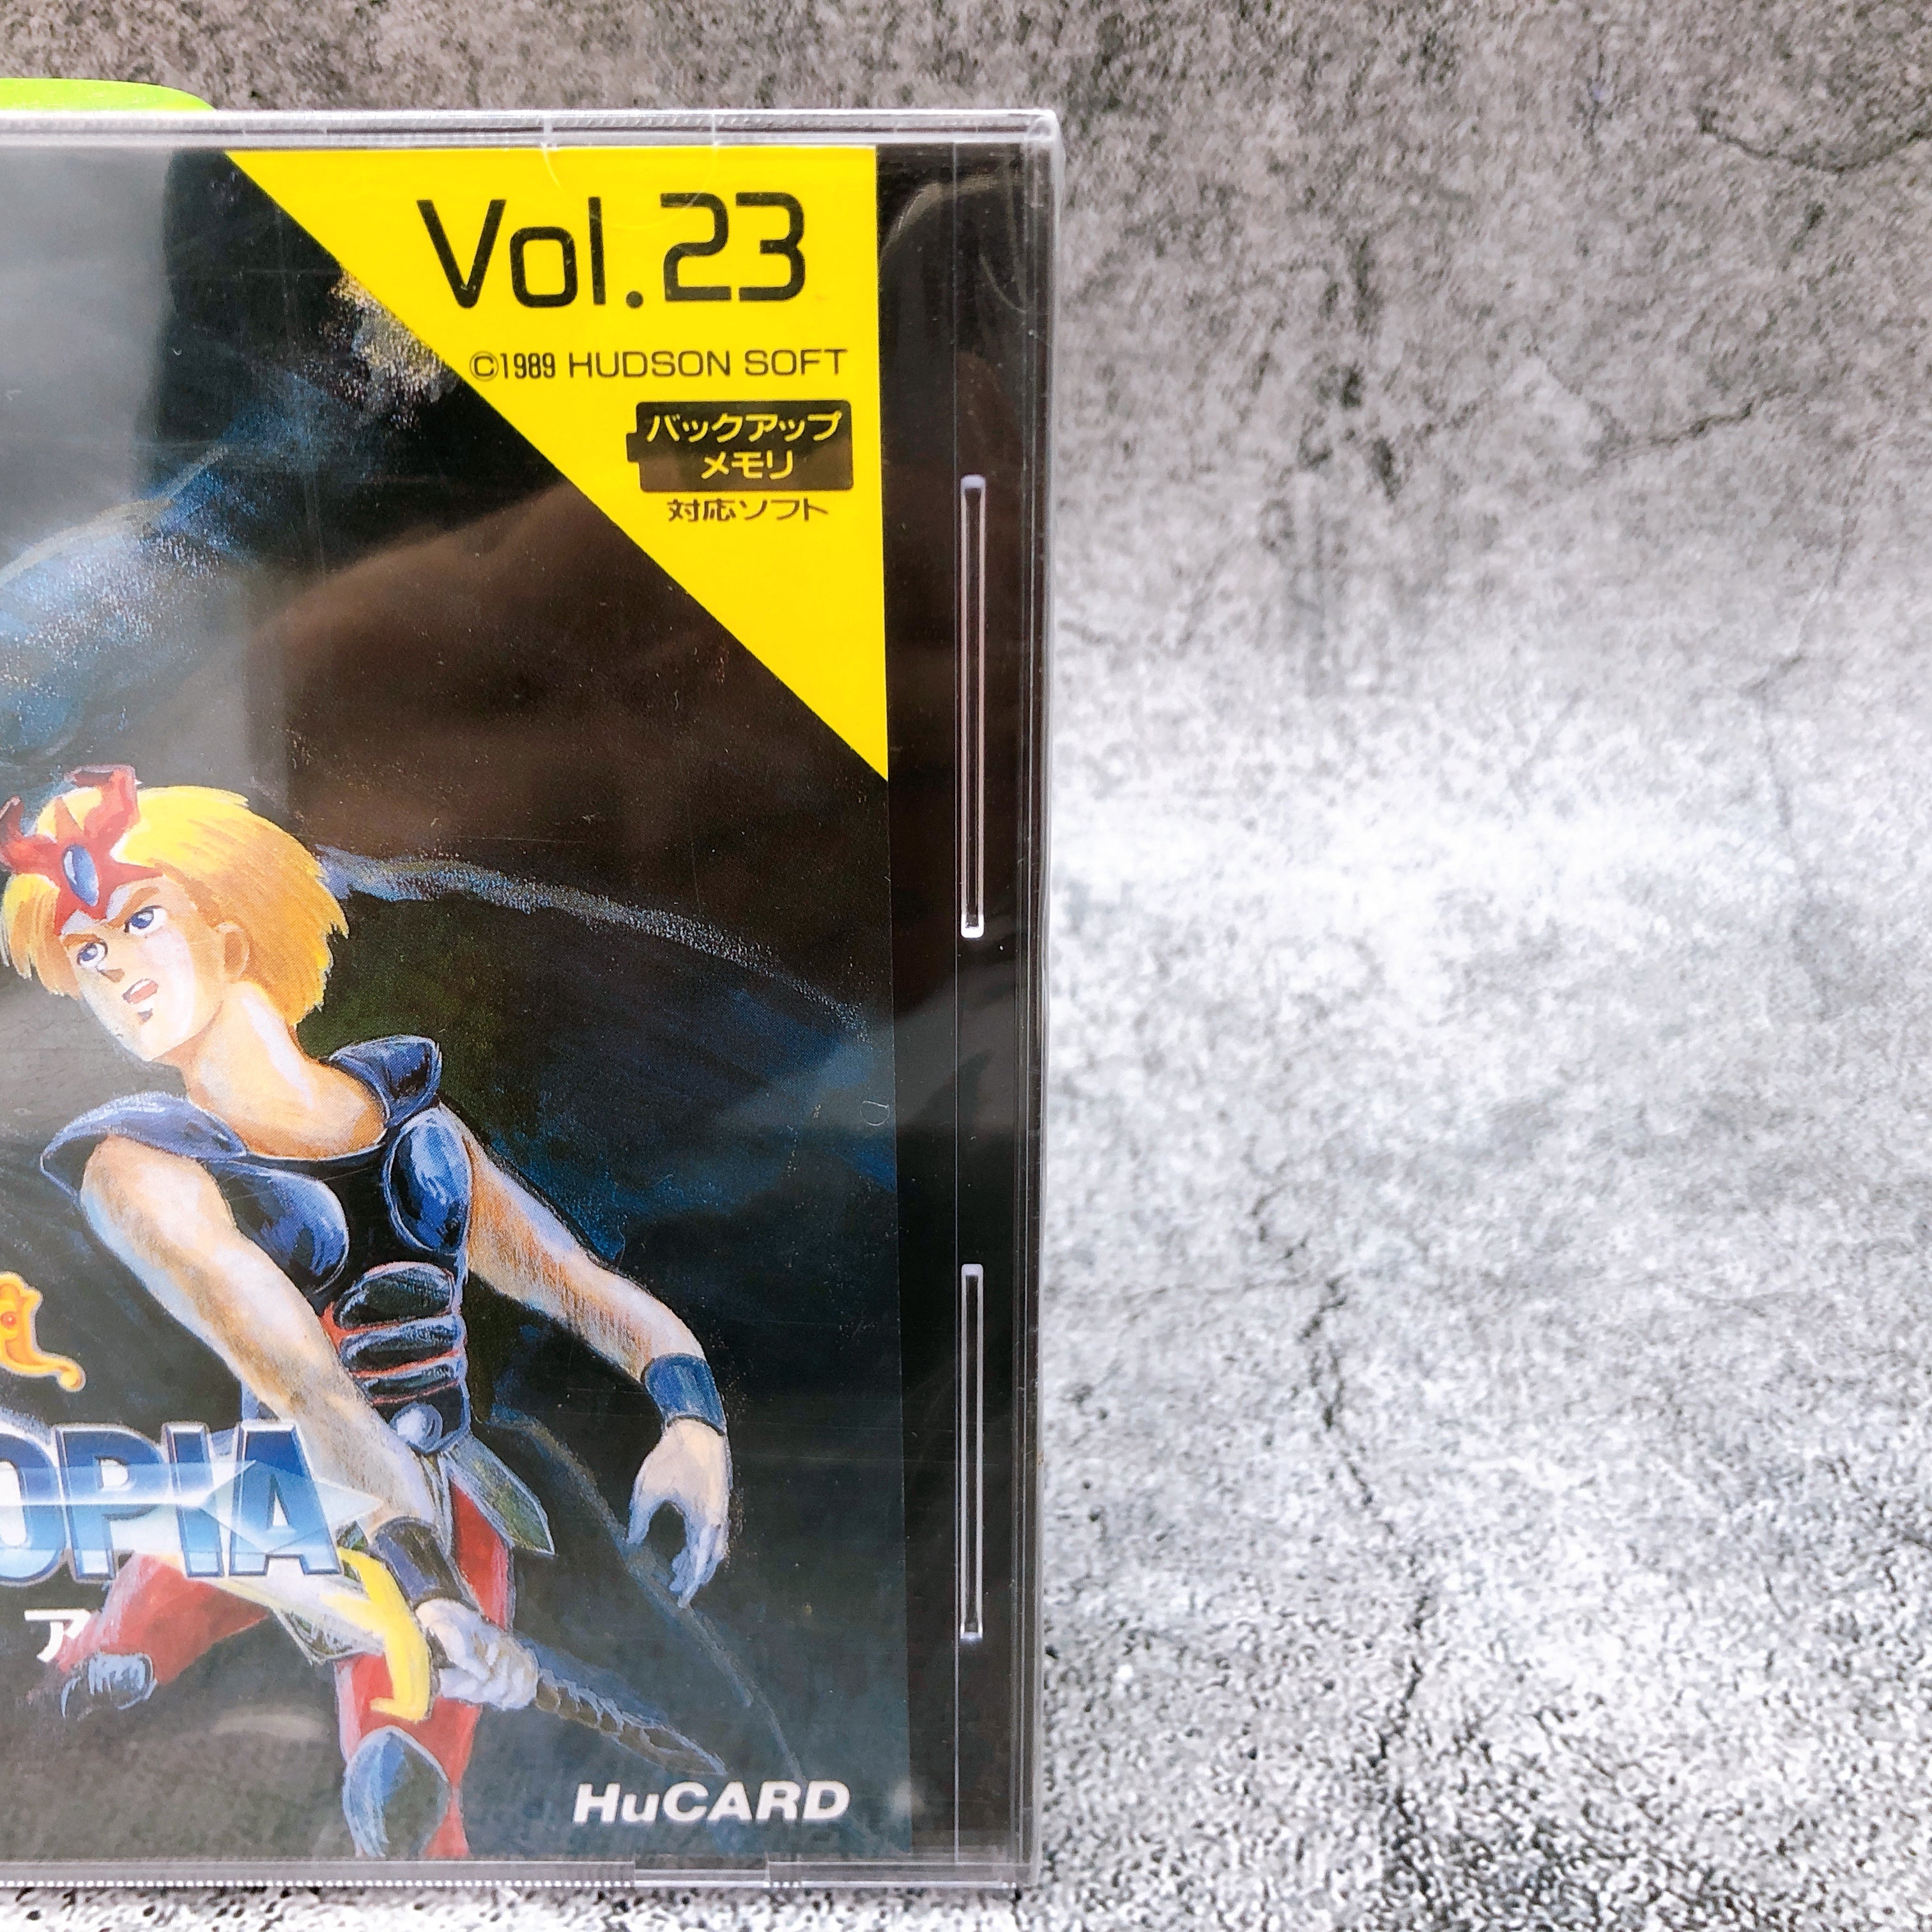 Vol.23
©1989 HUDSON SOFT
バックアップ
メモリ
対応ソフト
OPIA
ア
HuCARD